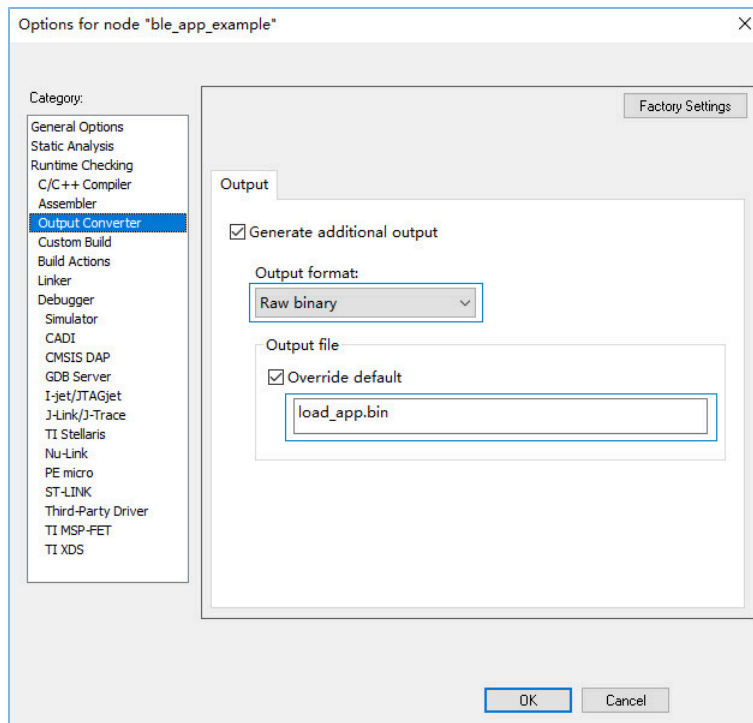 Options for node "ble_app_example"
Category:
General Options
Static Analysis
Runtime Checking
C/C++ Compiler
Assembler
Output Converter
Custom Build
Build Actions
Linker
Debugger
Simulator
CADI
CMSIS DAP
GDB Server
I-jet/JTAGjet
J-Link/J-Trace
TI Stellaris
Nu-Link
PE micro
ST-LINK
Third-Party Driver
TI MSP-FET
TI XDS
Factory Settings
Output
Generate additional output
Output format:
Raw binary
Output file
Override default
load_app.bin
OK
Cancel